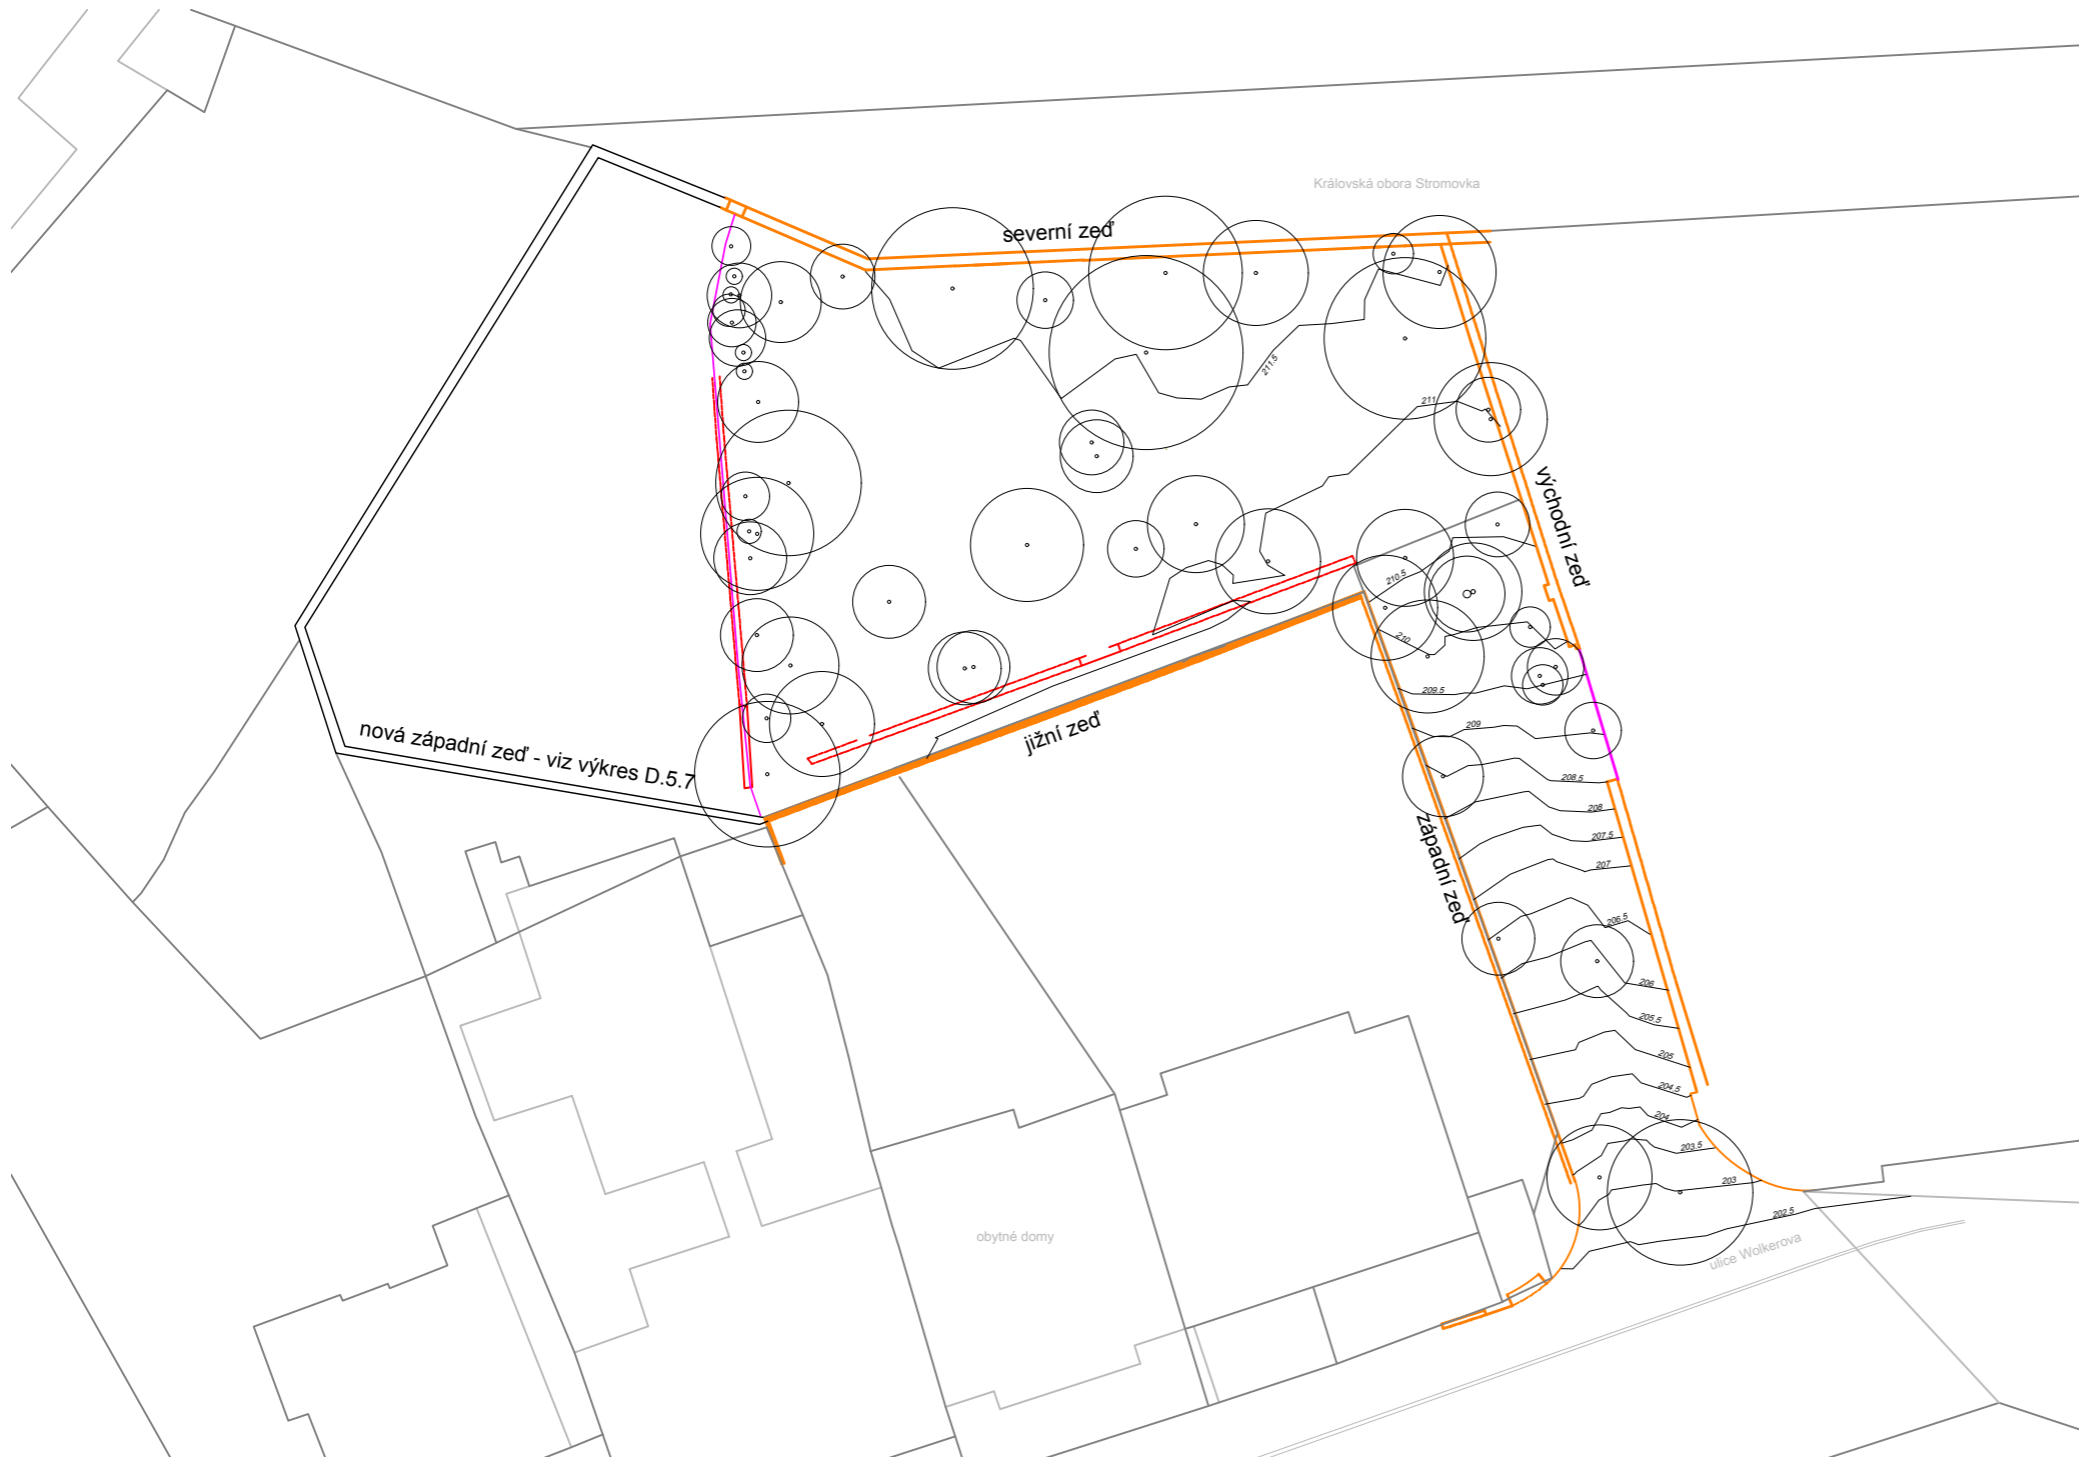 Královská obora Stromovka
severní zeď
211.5
211
východní zeď
210.5
210
209.5
209
208.5
208
207.5
207
206.5
206
205.5
205
204.5
204
203.5
203
202.5
jižní zeď
nová západní zeď - viz výkres D.5.7
západní zeď
obytné domy
ulice Wolkerova